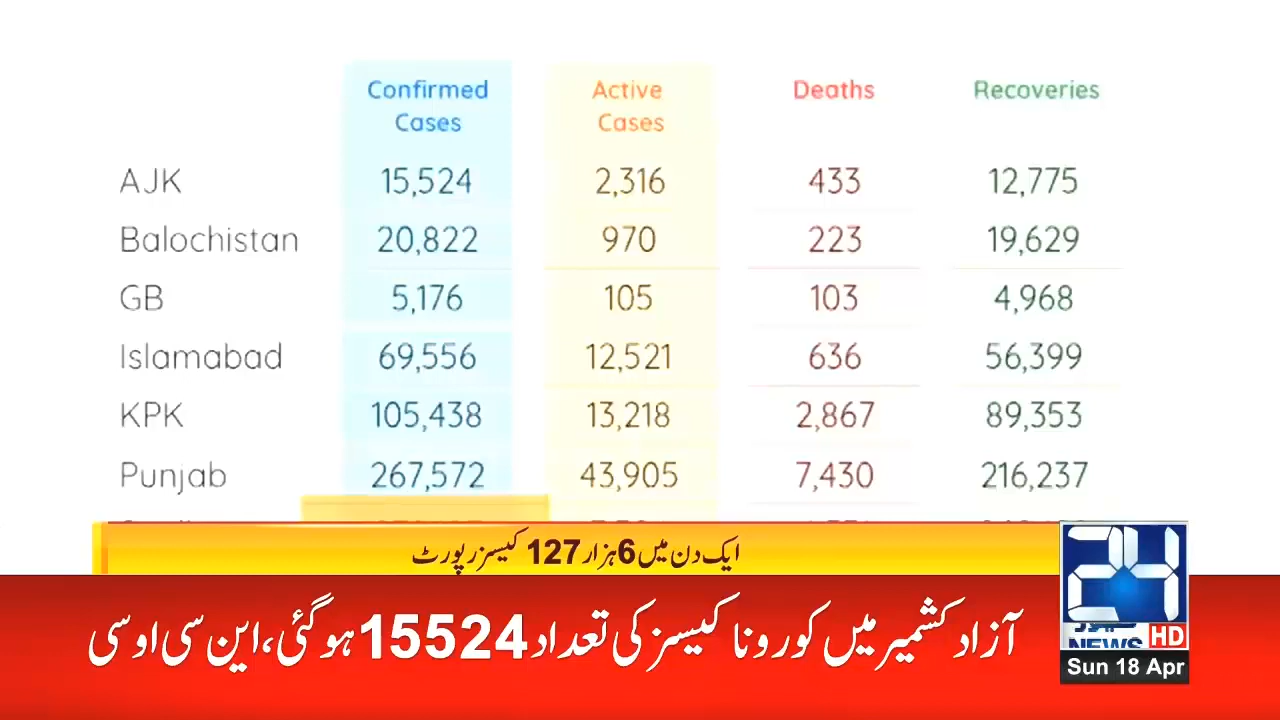 Confirmed Cases Active Cases Deaths Recoveries
AJK 15,524 2,316 433 12,775
Balochistan 20,822 970 223 19,629
GB 5,176 105 103 4,968
Islamabad 69,556 12,521 636 56,399
KPK 105,438 13,218 2,867 89,353
Punjab 267,572 43,905 7,430 216,237
ایک دن میں 6 ہزار 127 کیسز رپورٹ
آزاد کشمیر میں کورونا کیسز کی تعداد 15524 ہوگئی، این سی او سی
24
NEWS HD
Sun 18 Apr